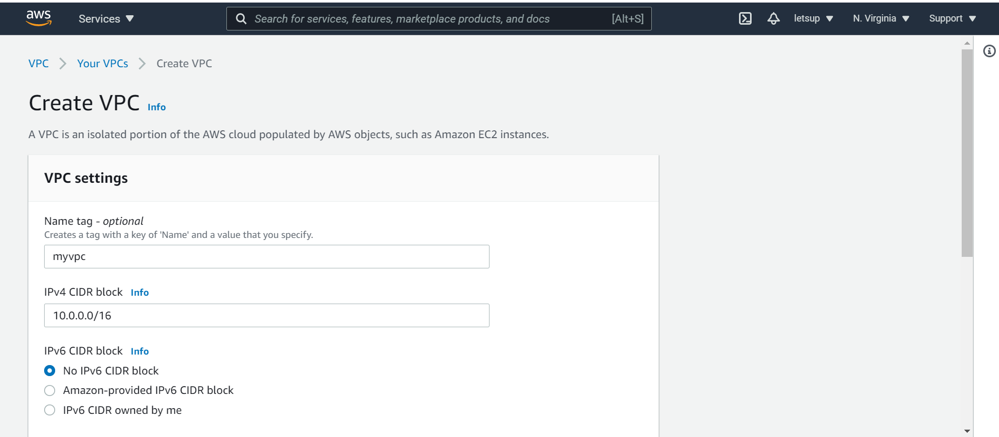 aws Services Search for services, features, marketplace products, and docs [Alt+S] letsup N. Virginia Support
VPC Your VPCs Create VPC
Create VPC Info
A VPC is an isolated portion of the AWS cloud populated by AWS objects, such as Amazon EC2 instances.
VPC settings
Name tag - optional
Creates a tag with a key of 'Name' and a value that you specify.
myvpc
IPv4 CIDR block Info
10.0.0.0/16
IPv6 CIDR block Info
No IPv6 CIDR block
Amazon-provided IPv6 CIDR block
IPv6 CIDR owned by me